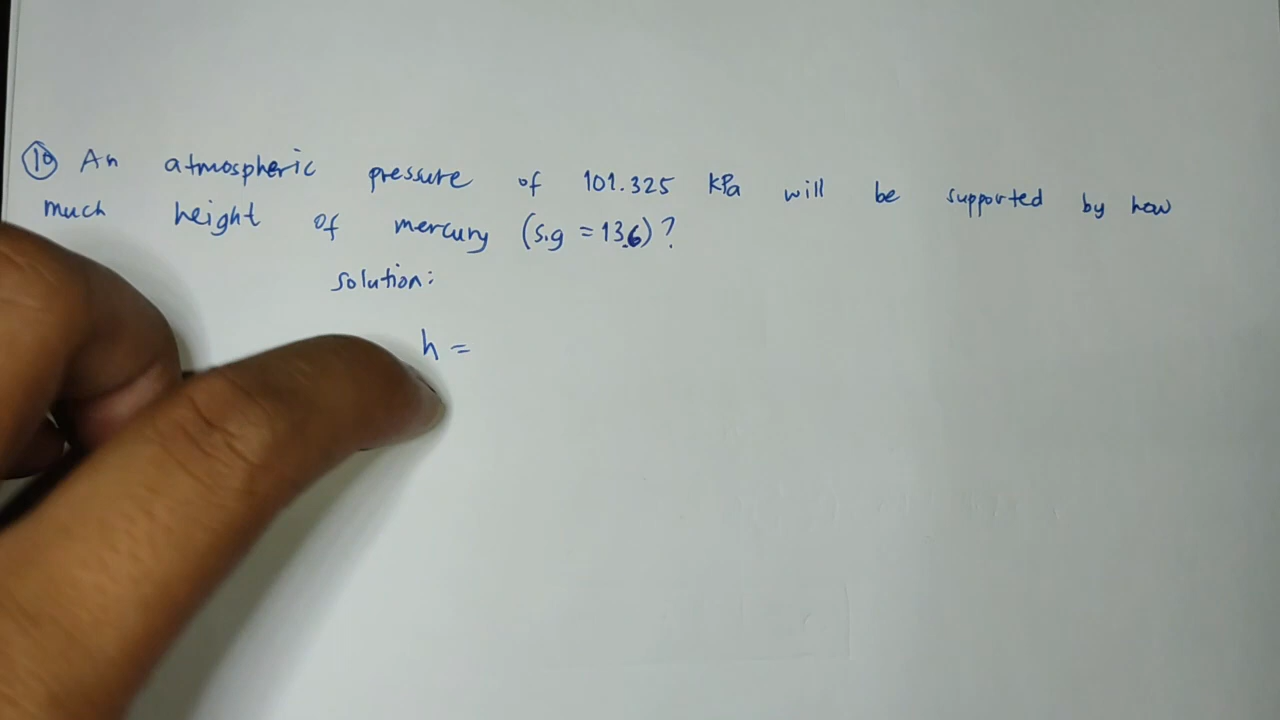 10 An atmospheric pressure of 101.325 kPa will be supported by how
much height of mercury (s.g = 13.6)?
solution:
h =